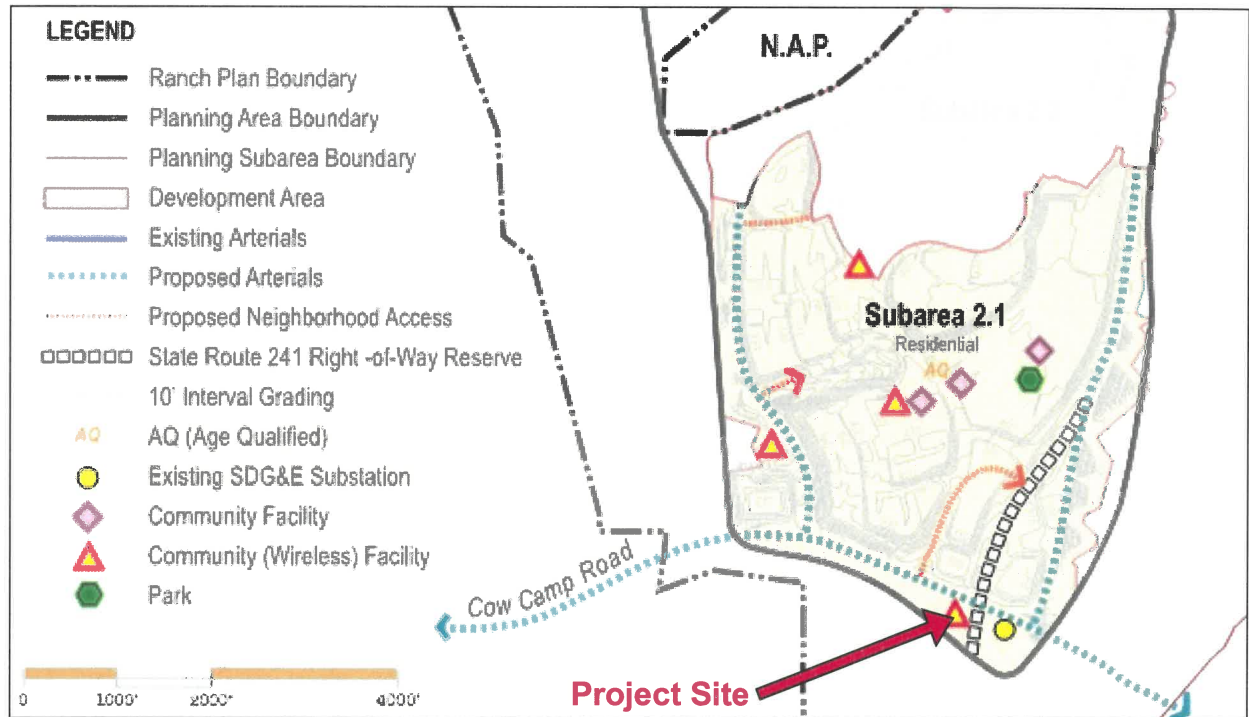 LEGEND
Ranch Plan Boundary
Planning Area Boundary
Planning Subarea Boundary
Development Area
Existing Arterials
Proposed Arterials
Proposed Neighborhood Access
State Route 241 Right -of-Way Reserve
10' Interval Grading
AQ AQ (Age Qualified)
Existing SDG&E Substation
Community Facility
Community (Wireless) Facility
Park
0 1000' 2000' 4000'
N.A.P.
Subarea 2.1
Residential
AQ
Cow Camp Road
Project Site